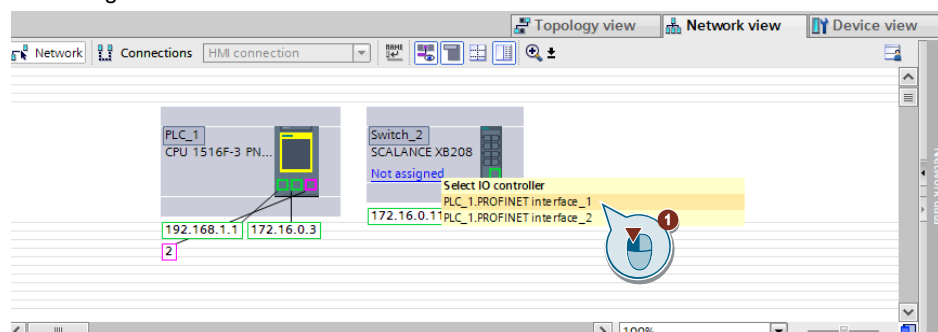 Topology view
Network view
Device view
Network
Connections
HMI connection
PLC_1
CPU 1516F-3 PN...
Switch_2
SCALANCE XB208
Not assigned
Select IO controller
PLC_1.PROFINET interface_1
PLC_1.PROFINET interface_2
172.16.0.11
1
192.168.1.1
172.16.0.3
2
100%